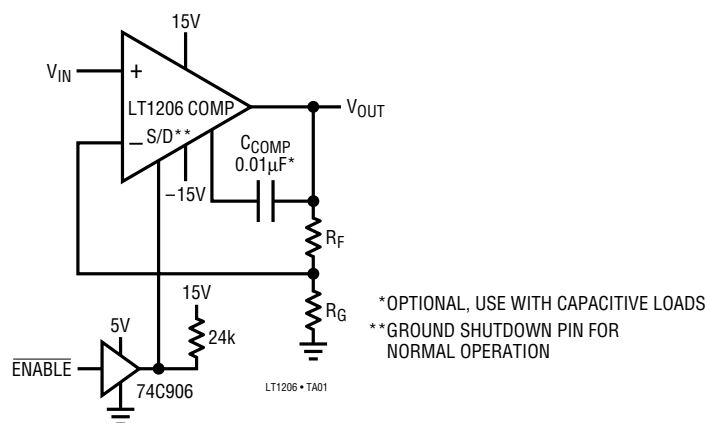 15V
V_IN
+
LT1206 COMP
V_OUT
−
S/D**
C_COMP
0.01µF*
−15V
R_F
15V
R_G
5V
24k
ENABLE
74C906
LT1206 • TA01
*OPTIONAL, USE WITH CAPACITIVE LOADS
**GROUND SHUTDOWN PIN FOR
NORMAL OPERATION